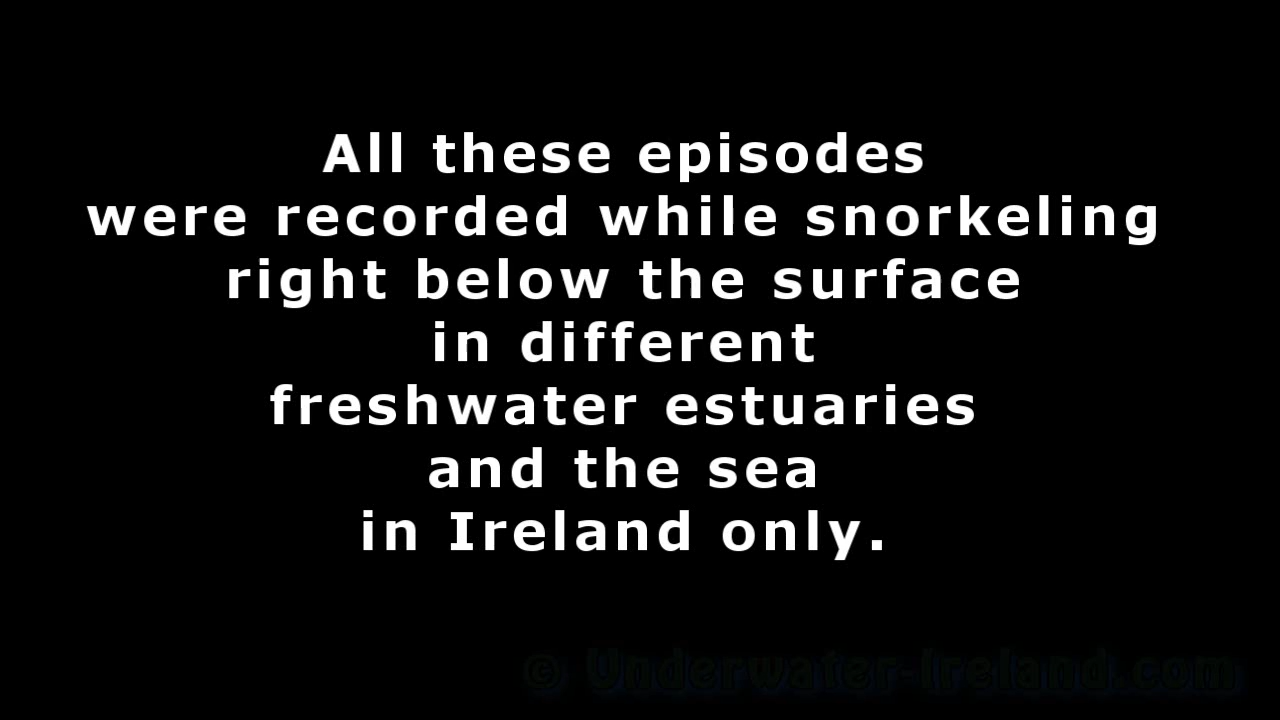 All these episodes
were recorded while snorkeling
right below the surface
in different
freshwater estuaries
and the sea
in Ireland only.
© Underwater-Ireland.com